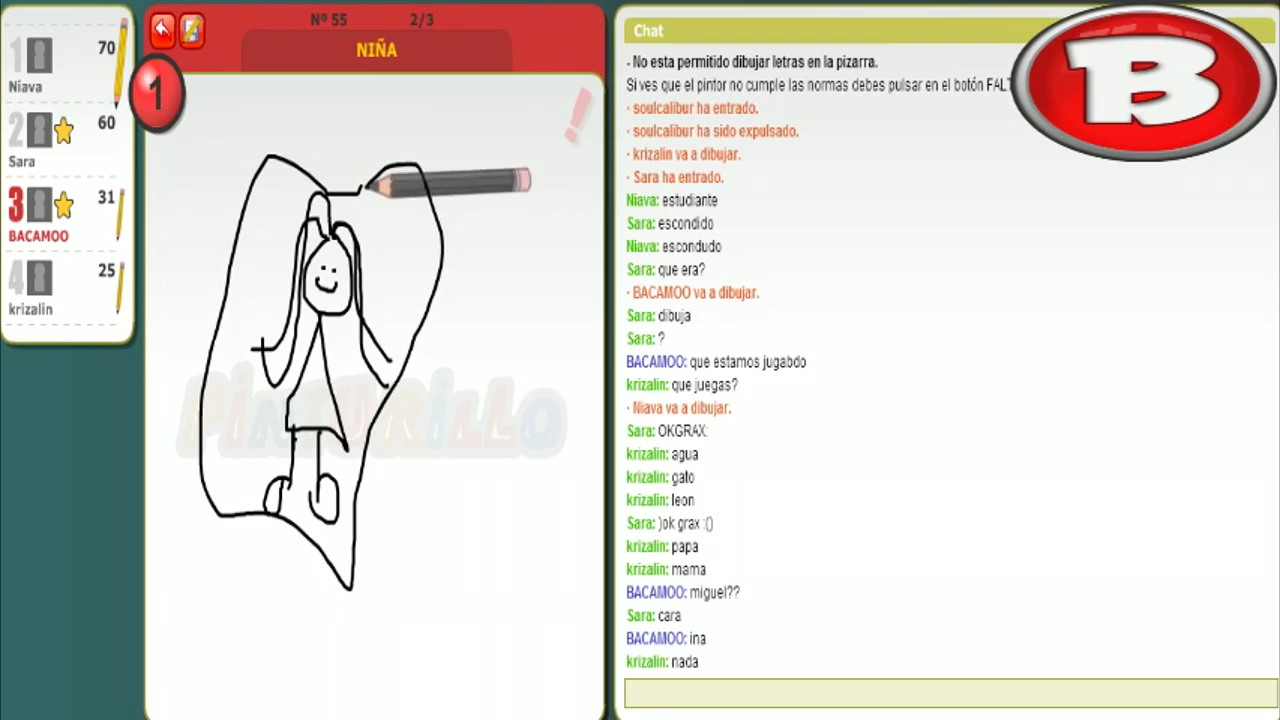 1
70
Niava
2
60
Sara
3
31
BACAMOO
4
25
krizalin
Nº 55 2/3
NIÑA
1
!
PINTURILLO
Chat
- No esta permitido dibujar letras en la pizarra.
Si ves que el pintor no cumple las normas debes pulsar en el botón FALT
· soulcalibur ha entrado.
· soulcalibur ha sido expulsado.
· krizalin va a dibujar.
· Sara ha entrado.
Niava: estudiante
Sara: escondido
Niava: escondudo
Sara: que era?
· BACAMOO va a dibujar.
Sara: dibuja
Sara: ?
BACAMOO: que estamos jugabdo
krizalin: que juegas?
· Niava va a dibujar.
Sara: OKGRAX:
krizalin: agua
krizalin: gato
krizalin: leon
Sara: )ok grax :()
krizalin: papa
krizalin: mama
BACAMOO: miguel??
Sara: cara
BACAMOO: ina
krizalin: nada
B